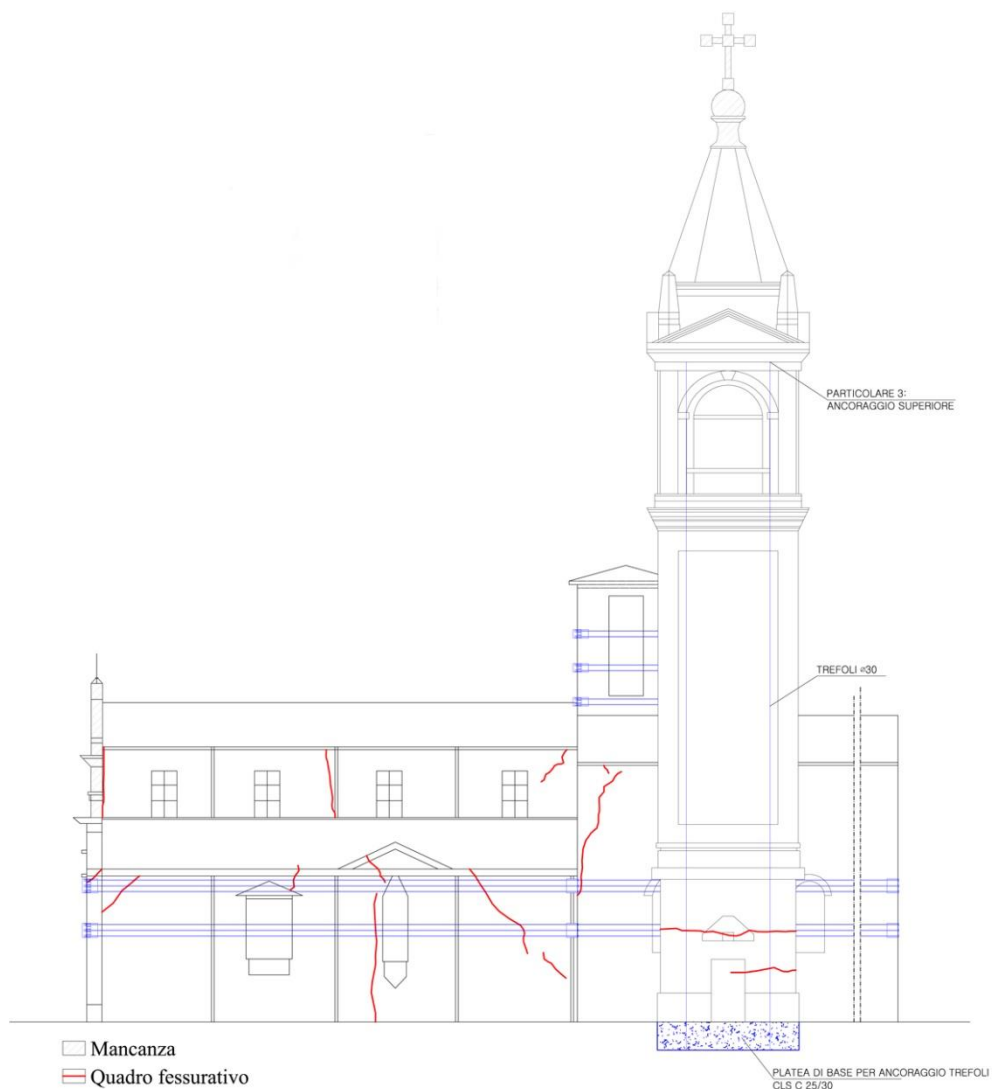 PARTICOLARE 3:
ANCORAGGIO SUPERIORE
TREFOLI ⌀30
Mancanza
Quadro fessurativo
PLATEA DI BASE PER ANCORAGGIO TREFOLI
CLS C 25/30